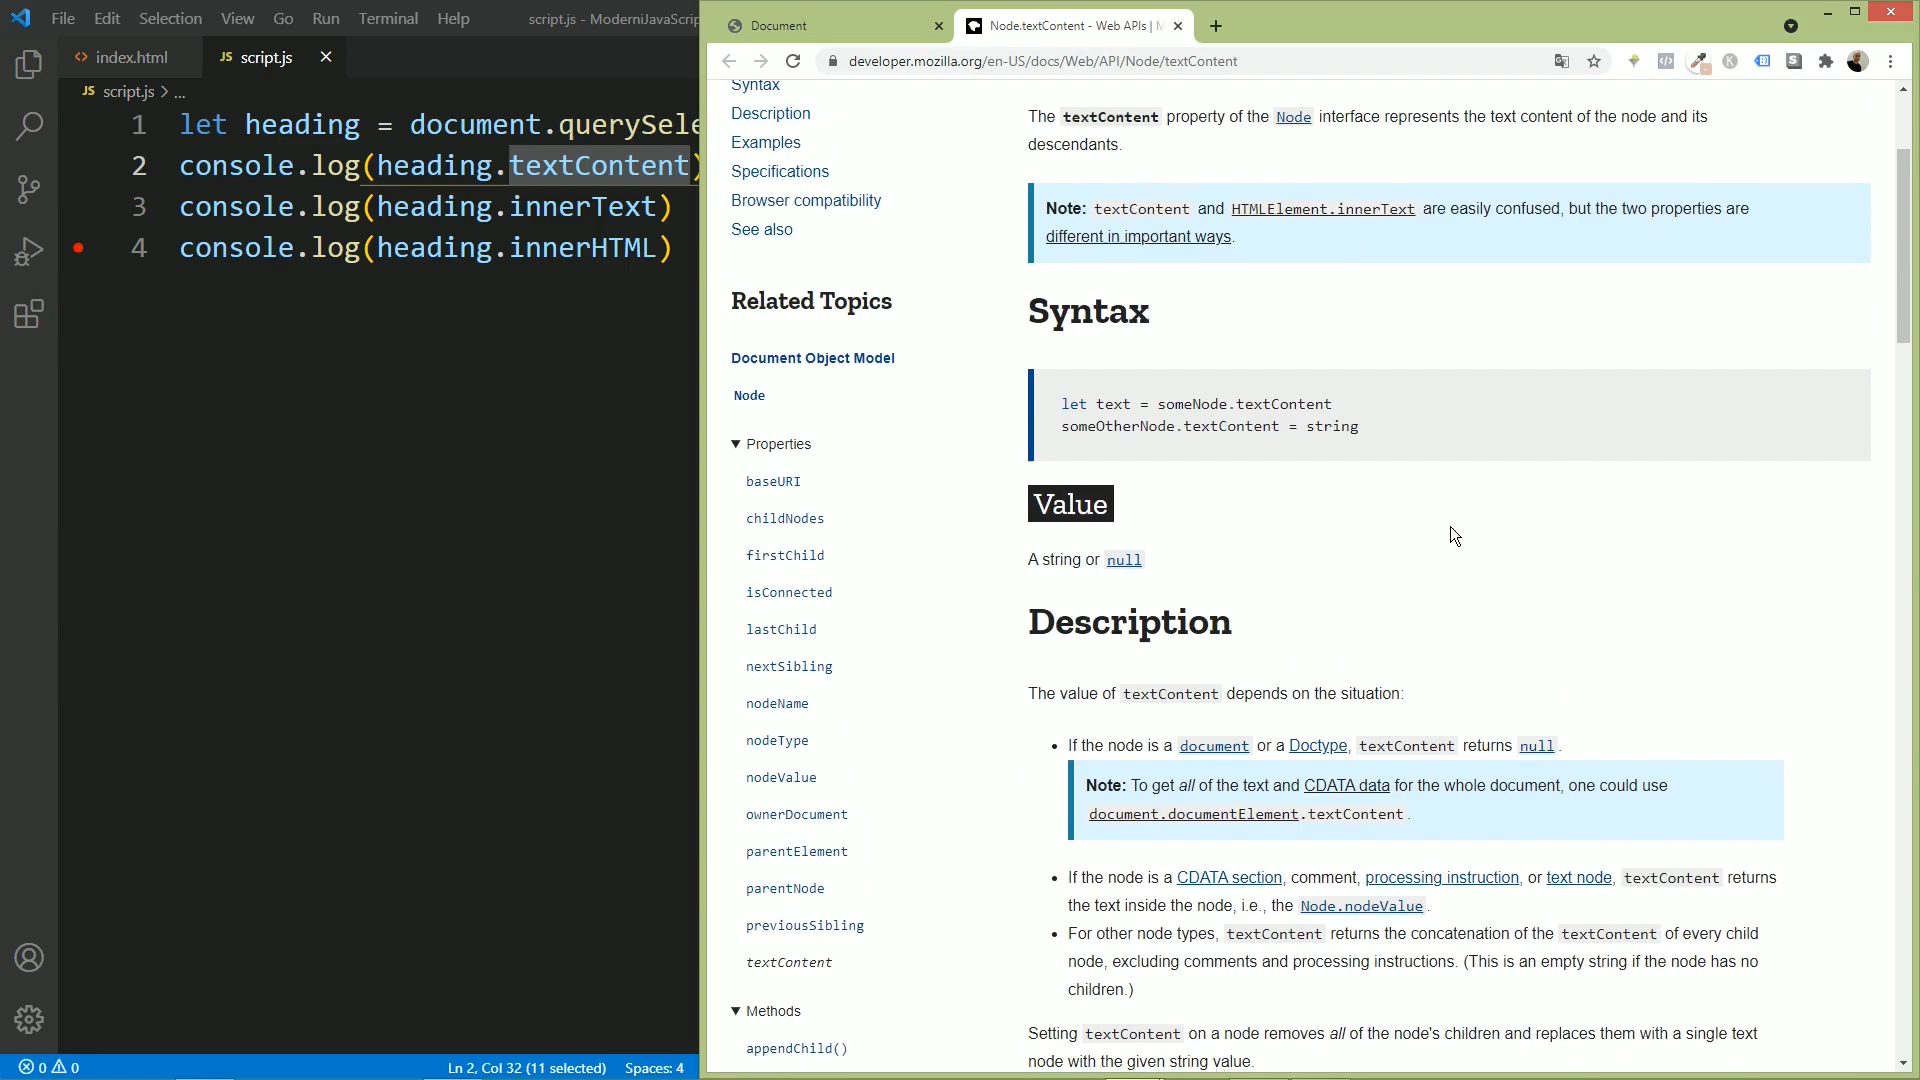 File Edit Selection View Go Run Terminal Help script.js - ModerniJavaScrip
index.html
JS script.js
JS script.js > ...
1 let heading = document.querySele
2 console.log(heading.textContent)
3 console.log(heading.innerText)
4 console.log(heading.innerHTML)
0 0
Ln 2, Col 32 (11 selected) Spaces: 4
Document
Node.textContent - Web APIs | M
developer.mozilla.org/en-US/docs/Web/API/Node/textContent
Syntax
Description
Examples
Specifications
Browser compatibility
See also
Related Topics
Document Object Model
Node
Properties
baseURI
childNodes
firstChild
isConnected
lastChild
nextSibling
nodeName
nodeType
nodeValue
ownerDocument
parentElement
parentNode
previousSibling
textContent
Methods
appendChild()
The textContent property of the Node interface represents the text content of the node and its
descendants.
Note: textContent and HTMLElement.innerText are easily confused, but the two properties are
different in important ways.
Syntax
let text = someNode.textContent
someOtherNode.textContent = string
Value
A string or null
Description
The value of textContent depends on the situation:
• If the node is a document or a Doctype, textContent returns null.
Note: To get all of the text and CDATA data for the whole document, one could use
document.documentElement.textContent.
• If the node is a CDATA section, comment, processing instruction, or text node, textContent returns
the text inside the node, i.e., the Node.nodeValue.
• For other node types, textContent returns the concatenation of the textContent of every child
node, excluding comments and processing instructions. (This is an empty string if the node has no
children.)
Setting textContent on a node removes all of the node's children and replaces them with a single text
node with the given string value.